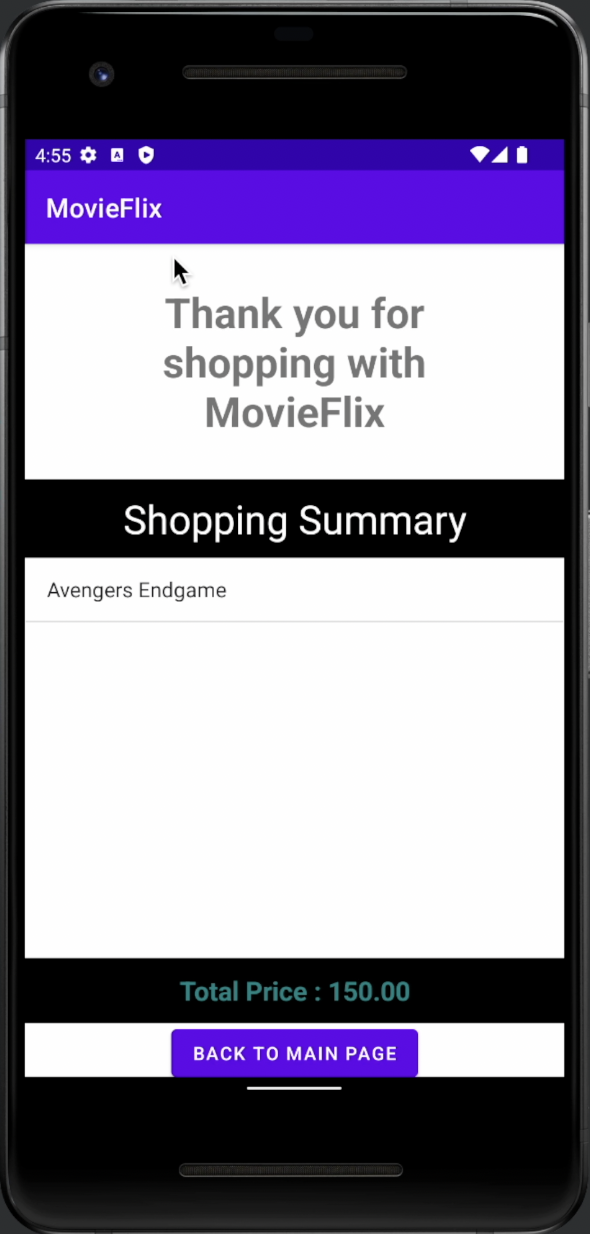 4:55
MovieFlix
Thank you for
shopping with
MovieFlix
Shopping Summary
Avengers Endgame
Total Price : 150.00
BACK TO MAIN PAGE